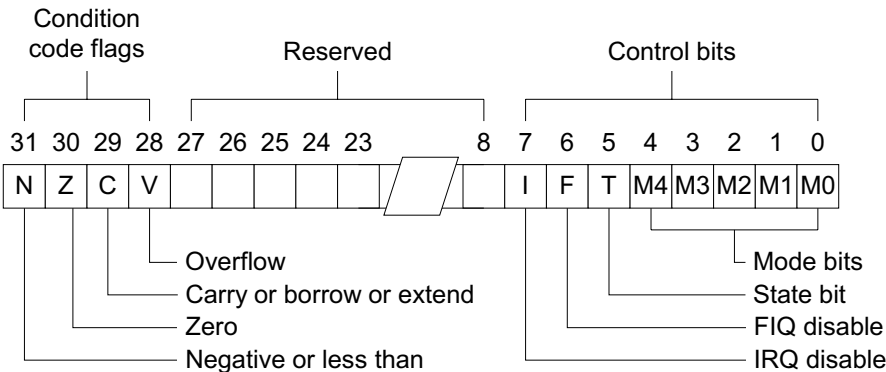 Condition
code flags
Reserved
Control bits
31 30 29 28 27 26 25 24 23 8 7 6 5 4 3 2 1 0
N Z C V I F T M4 M3 M2 M1 M0
Overflow
Mode bits
Carry or borrow or extend
State bit
Zero
FIQ disable
Negative or less than
IRQ disable